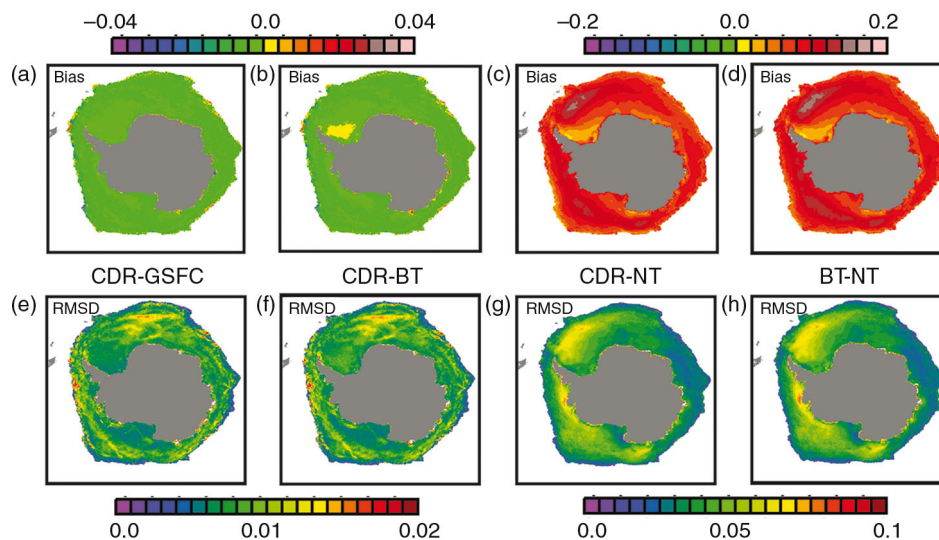 −0.04 0.0 0.04 −0.2 0.0 0.2
(a) Bias (b) Bias (c) Bias (d) Bias
CDR-GSFC CDR-BT CDR-NT BT-NT
(e) RMSD (f) RMSD (g) RMSD (h) RMSD
0.0 0.01 0.02 0.0 0.05 0.1